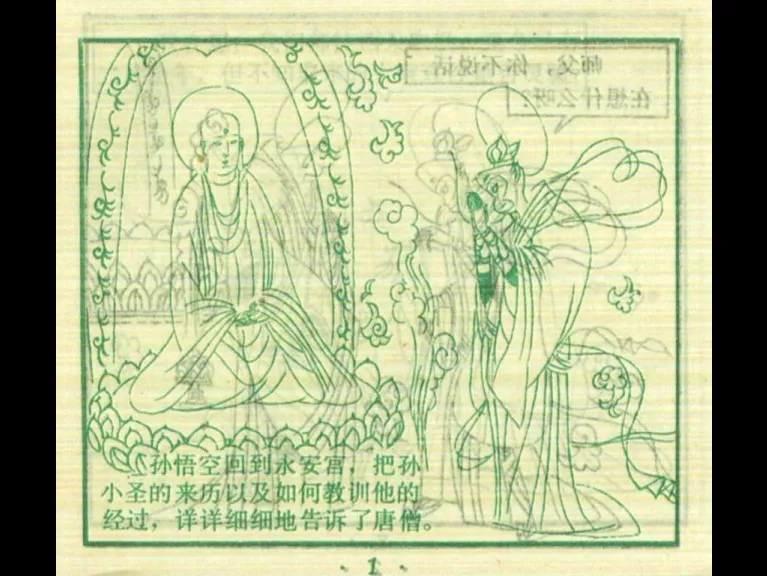 师父，你不说话
在想什么呀？
孙悟空回到永安宫，把孙
小圣的来历以及如何教训他的
经过，详详细细地告诉了唐僧。
· 1 ·